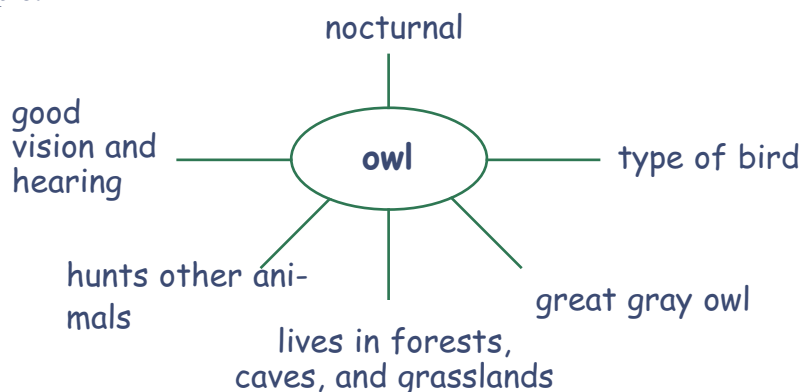 nocturnal
good
vision and
hearing
owl
type of bird
hunts other ani-
mals
great gray owl
lives in forests,
caves, and grasslands